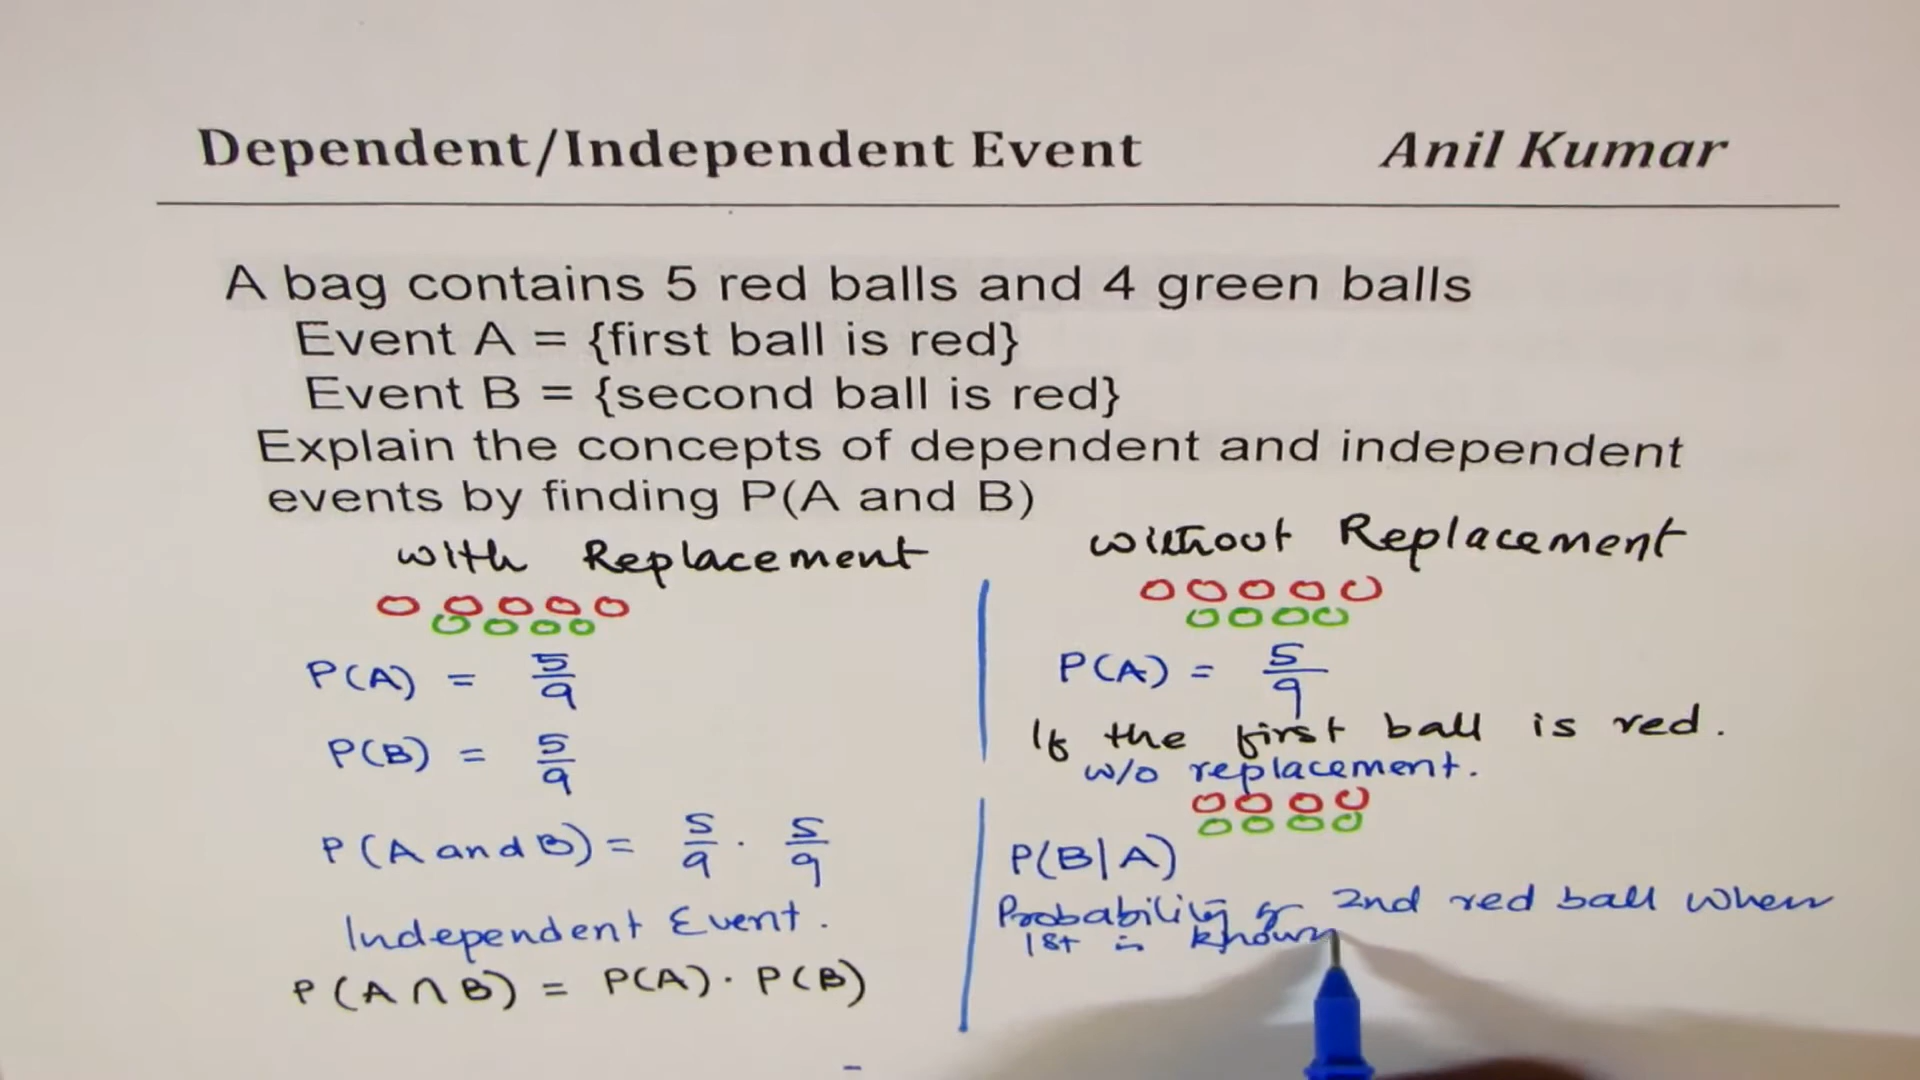 Dependent/Independent Event Anil Kumar
A bag contains 5 red balls and 4 green balls
Event A = {first ball is red}
Event B = {second ball is red}
Explain the concepts of dependent and independent
events by finding P(A and B)
with Replacement
P(A) = 5/9
P(B) = 5/9
P(A and B) = 5/9 · 5/9
Independent Event.
P(A ∩ B) = P(A) · P(B)
without Replacement
P(A) = 5/9
If the first ball is red.
w/o replacement.
P(B|A)
Probability of 2nd red ball when
1st is known